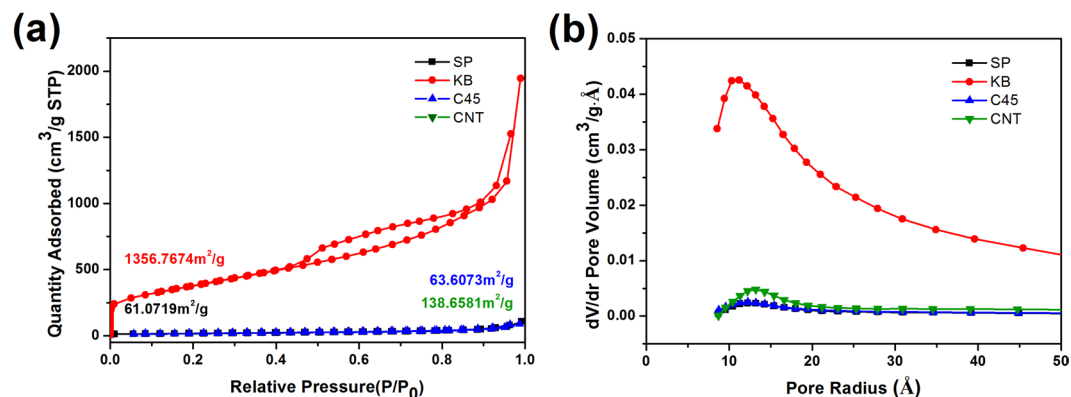 (a)
Quantity Adsorbed (cm³/g STP)
2000
1500
1000
500
0
SP
KB
C45
CNT
1356.7674m²/g
61.0719m²/g
63.6073m²/g
138.6581m²/g
0.0 0.2 0.4 0.6 0.8 1.0
Relative Pressure(P/P₀)
(b)
dV/dr Pore Volume (cm³/g·Å)
0.05
0.04
0.03
0.02
0.01
0.00
SP
KB
C45
CNT
0 10 20 30 40 50
Pore Radius (Å)